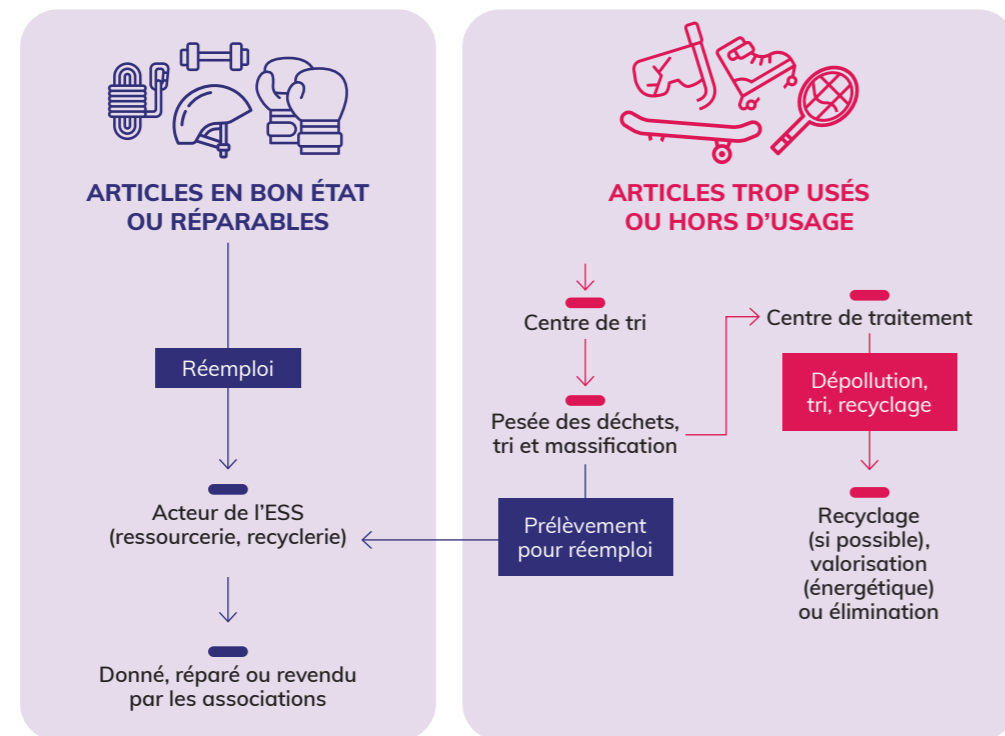 ARTICLES EN BON ÉTAT
OU RÉPARABLES
Réemploi
Acteur de l’ESS
(ressourcerie, recyclerie)
Donné, réparé ou revendu
par les associations
ARTICLES TROP USÉS
OU HORS D’USAGE
Centre de tri
Pesée des déchets,
tri et massification
Prélèvement
pour réemploi
Centre de traitement
Dépollution,
tri, recyclage
Recyclage
(si possible),
valorisation
(énergétique)
ou élimination